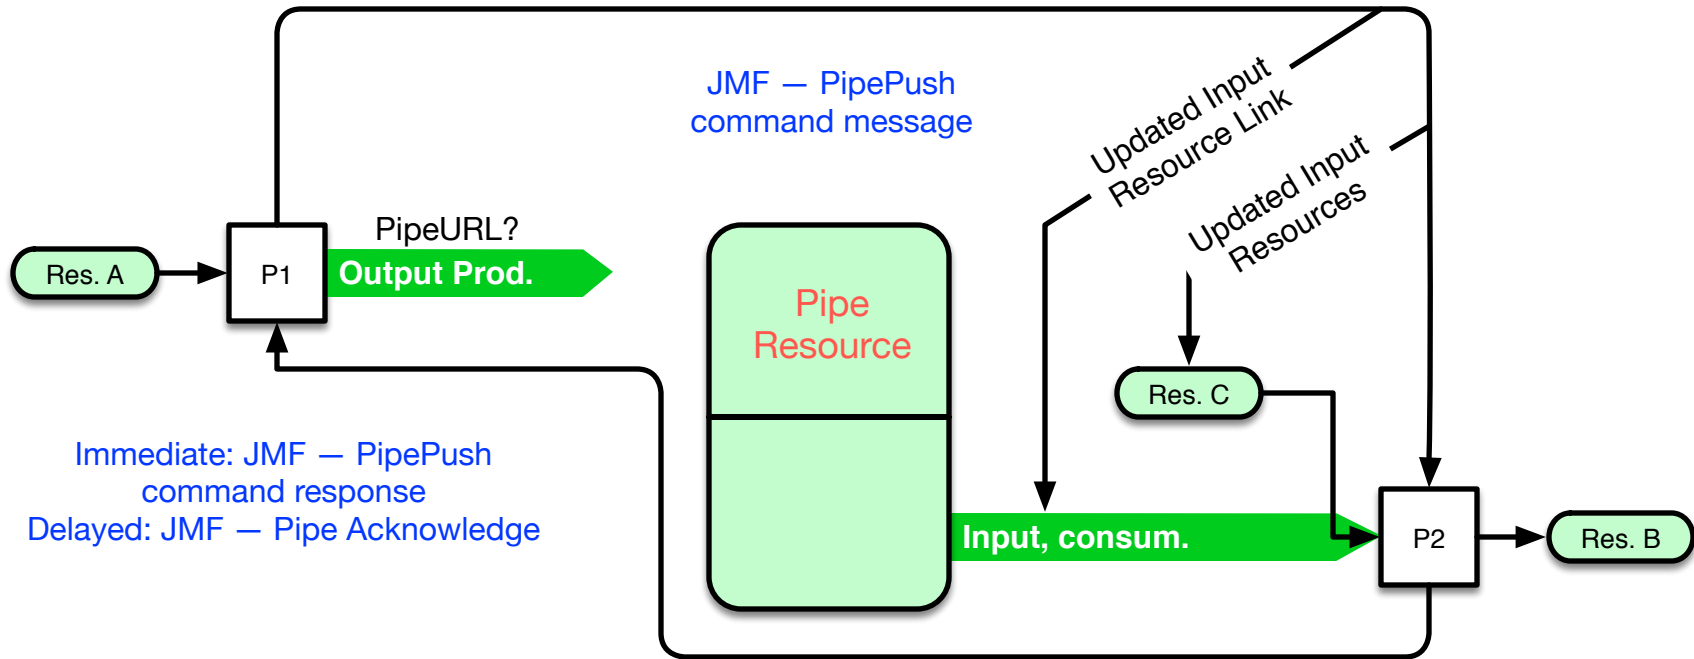 JMF — PipePush
command message
Updated Input
Resource Link
Updated Input
Resources
PipeURL?
Res. A
P1
Output Prod.
Pipe
Resource
Res. C
Immediate: JMF — PipePush
command response
Delayed: JMF — Pipe Acknowledge
Input, consum.
P2
Res. B